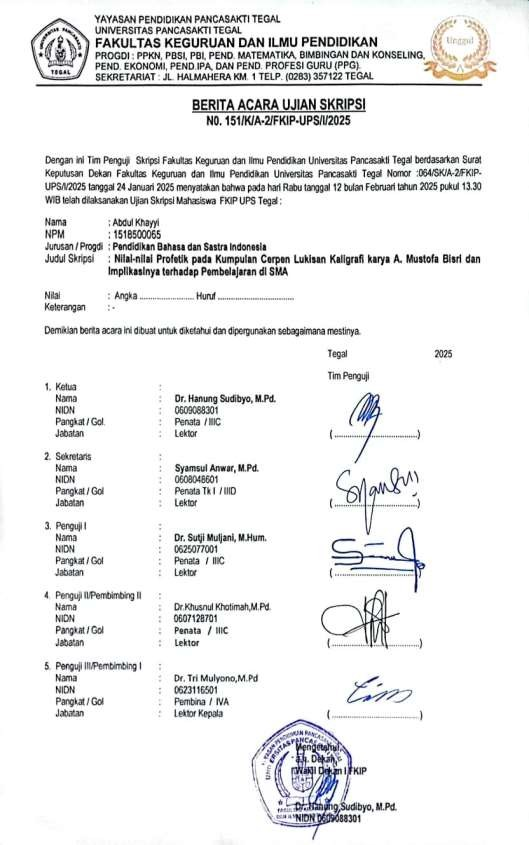 YAYASAN PENDIDIKAN PANCASAKTI TEGAL
UNIVERSITAS PANCASAKTI TEGAL
FAKULTAS KEGURUAN DAN ILMU PENDIDIKAN
PROGDI : PPKN, PBSI, PBI, PEND. MATEMATIKA, BIMBINGAN DAN KONSELING,
PEND. EKONOMI, PEND.IPA, DAN PEND. PROFESI GURU (PPG).
SEKRETARIAT : JL. HALMAHERA KM. 1 TELP. (0283) 357122 TEGAL
TEGAL
Unggul
BERITA ACARA UJIAN SKRIPSI
N0. 151/K/A-2/FKIP-UPS/I/2025
Dengan ini Tim Penguji Skripsi Fakultas Keguruan dan Ilmu Pendidikan Universitas Pancasakti Tegal berdasarkan Surat
Keputusan Dekan Fakultas Keguruan dan Ilmu Pendidikan Universitas Pancasakti Tegal Nomor :064/SK/A-2/FKIP-
UPS/I/2025 tanggal 24 Januari 2025 menyatakan bahwa pada hari Rabu tanggal 12 bulan Februari tahun 2025 pukul 13.30
WIB telah dilaksanakan Ujian Skripsi Mahasiswa FKIP UPS Tegal :
Nama : Abdul Khayyi
NPM : 1518500065
Jurusan / Progdi : Pendidikan Bahasa dan Sastra Indonesia
Judul Skripsi : Nilai-nilai Profetik pada Kumpulan Cerpen Lukisan Kaligrafi karya A. Mustofa Bisri dan
Implikasinya terhadap Pembelajaran di SMA
Nilai : Angka .......................... Huruf ....................................
Keterangan : -
Demikian berita acara ini dibuat untuk diketahui dan dipergunakan sebagaimana mestinya.
Tegal 2025
Tim Penguji
1. Ketua :
Nama : Dr. Hanung Sudibyo, M.Pd.
NIDN : 0609088301
Pangkat / Gol. : Penata / IIIC
Jabatan : Lektor (........................................)
2. Sekretaris :
Nama : Syamsul Anwar, M.Pd.
NIDN : 0608048601
Pangkat / Gol : Penata Tk I / IIID
Jabatan : Lektor (........................................)
3. Penguji I :
Nama : Dr. Sutji Muljani, M.Hum.
NIDN : 0625077001
Pangkat / Gol : Penata / IIIC
Jabatan : Lektor (........................................)
4. Penguji II/Pembimbing II :
Nama : Dr.Khusnul Khotimah,M.Pd.
NIDN : 0607128701
Pangkat / Gol : Penata / IIIC
Jabatan : Lektor (........................................)
5. Penguji III/Pembimbing I :
Nama : Dr. Tri Mulyono,M.Pd
NIDN : 0623116501
Pangkat / Gol : Pembina / IVA
Jabatan : Lektor Kepala (........................................)
Mengetahui,
a.n. Dekan
Wakil Dekan I FKIP
Dr. Hanung Sudibyo, M.Pd.
NIDN 0609088301